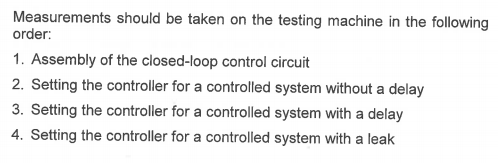 Measurements should be taken on the testing machine in the following
order:
1. Assembly of the closed-loop control circuit
2. Setting the controller for a controlled system without a delay
3. Setting the controller for a controlled system with a delay
4. Setting the controller for a controlled system with a leak